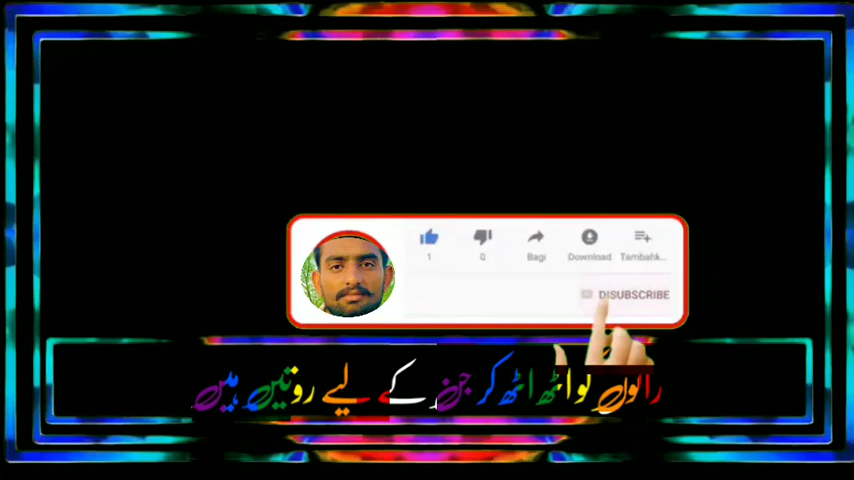 1
0
Bagi
Download
Tambahk..
DISUBSCRIBE
راتوں کو اٹھ اٹھ کر جن کے لیے روتیں ہیں